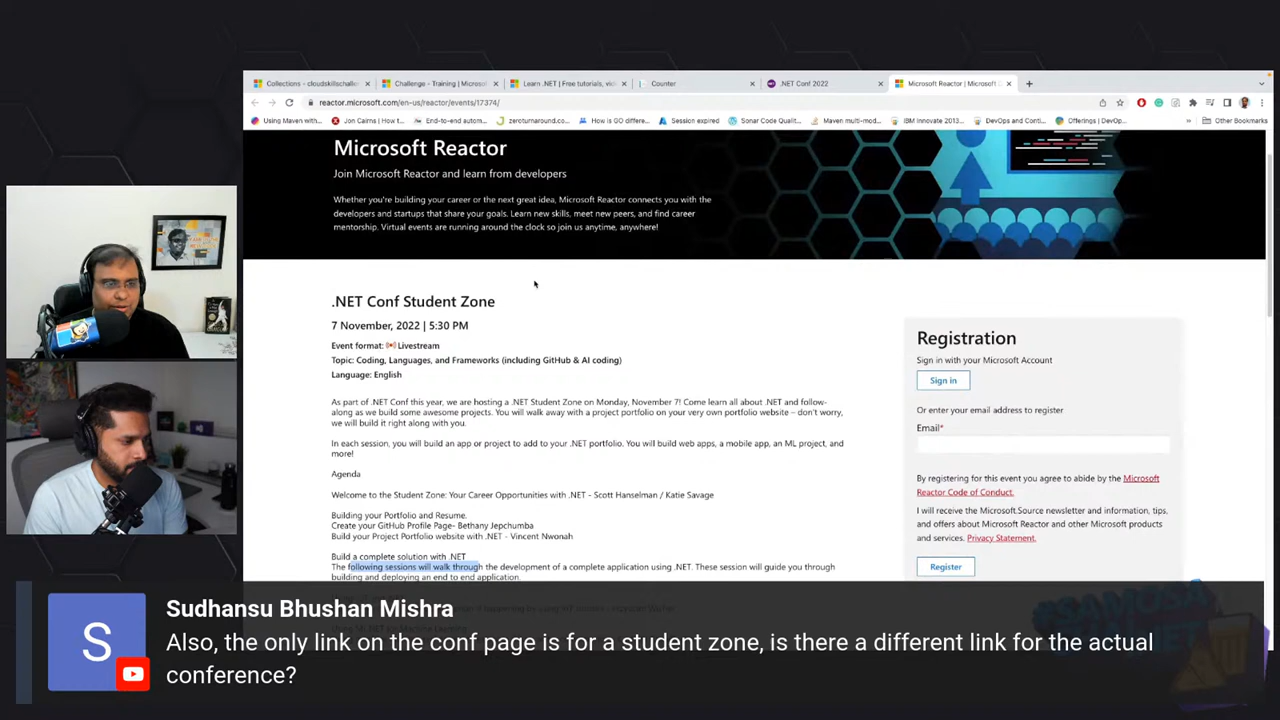 Collections - cloudskillschalle
Challenge - Training | Microsof
Learn .NET | Free tutorials, vid
Counter
.NET Conf 2022
Microsoft Reactor | Microsoft D
reactor.microsoft.com/en-us/reactor/events/17374/
Using Maven with...
Jon Cairns | How t...
End-to-end autom...
zeroturnaround.co...
How is GO differe...
Session expired
Sonar Code Qualit...
Maven multi-mod...
IBM Innovate 2013...
DevOps and Conti...
Offerings | DevOp...
Other Bookmarks
Microsoft Reactor
Join Microsoft Reactor and learn from developers
Whether you're building your career or the next great idea, Microsoft Reactor connects you with the
developers and startups that share your goals. Learn new skills, meet new peers, and find career
mentorship. Virtual events are running around the clock so join us anytime, anywhere!
.NET Conf Student Zone
7 November, 2022 | 5:30 PM
Event format: Livestream
Topic: Coding, Languages, and Frameworks (including GitHub & AI coding)
Language: English
As part of .NET Conf this year, we are hosting a .NET Student Zone on Monday, November 7! Come learn all about .NET and follow-
along as we build some awesome projects. You will walk away with a project portfolio on your very own portfolio website – don't worry,
we will build it right along with you.
In each session, you will build an app or project to add to your .NET portfolio. You will build web apps, a mobile app, an ML project, and
more!
Agenda
Welcome to the Student Zone: Your Career Opportunities with .NET - Scott Hanselman / Katie Savage
Building your Portfolio and Resume.
Create your GitHub Profile Page- Bethany Jepchumba
Build your Project Portfolio website with .NET - Vincent Nwonah
Build a complete solution with .NET
The following sessions will walk through the development of a complete application using .NET. These session will guide you through
building and deploying an end to end application.
Registration
Sign in with your Microsoft Account
Sign in
Or enter your email address to register
Email*
By registering for this event you agree to abide by the Microsoft
Reactor Code of Conduct.
I will receive the Microsoft.Source newsletter and information, tips,
and offers about Microsoft Reactor and other Microsoft products
and services. Privacy Statement.
Register
#SAMOSA
S
Sudhansu Bhushan Mishra
Also, the only link on the conf page is for a student zone, is there a different link for the actual
conference?